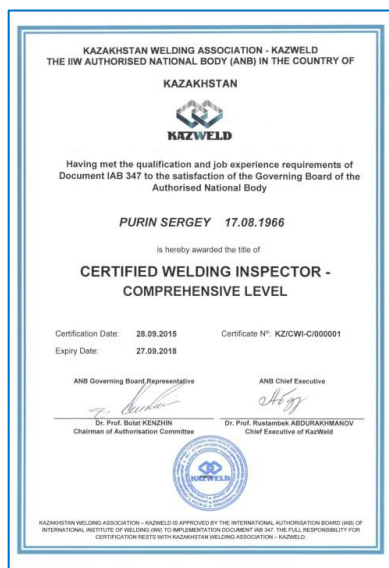 KAZAKHSTAN WELDING ASSOCIATION - KAZWELD
THE IIW AUTHORISED NATIONAL BODY (ANB) IN THE COUNTRY OF
KAZAKHSTAN
KAZWELD
Having met the qualification and job experience requirements of
Document IAB 347 to the satisfaction of the Governing Board of the
Authorised National Body
PURIN SERGEY 17.08.1966
is hereby awarded the title of
CERTIFIED WELDING INSPECTOR -
COMPREHENSIVE LEVEL
Certification Date: 28.09.2015 Certificate Nº: KZ/CWI-C/000001
Expiry Date: 27.09.2018
ANB Governing Board Representative ANB Chief Executive
Dr. Prof. Bolat KENZHIN Dr. Prof. Rustambek ABDURAKHMANOV
Chairman of Authorisation Committee Chief Executive of KazWeld
KAZWELD
KAZAKHSTAN WELDING ASSOCIATION – KAZWELD IS APPROVED BY THE INTERNATIONAL AUTHORISATION BOARD (IAB) OF
INTERNATIONAL INSTITUTE OF WELDING (IIW) TO IMPLEMENTATION DOCUMENT IAB 347. THE FULL RESPONSIBILITY FOR
CERTIFICATION RESTS WITH KAZAKHSTAN WELDING ASSOCIATION – KAZWELD.